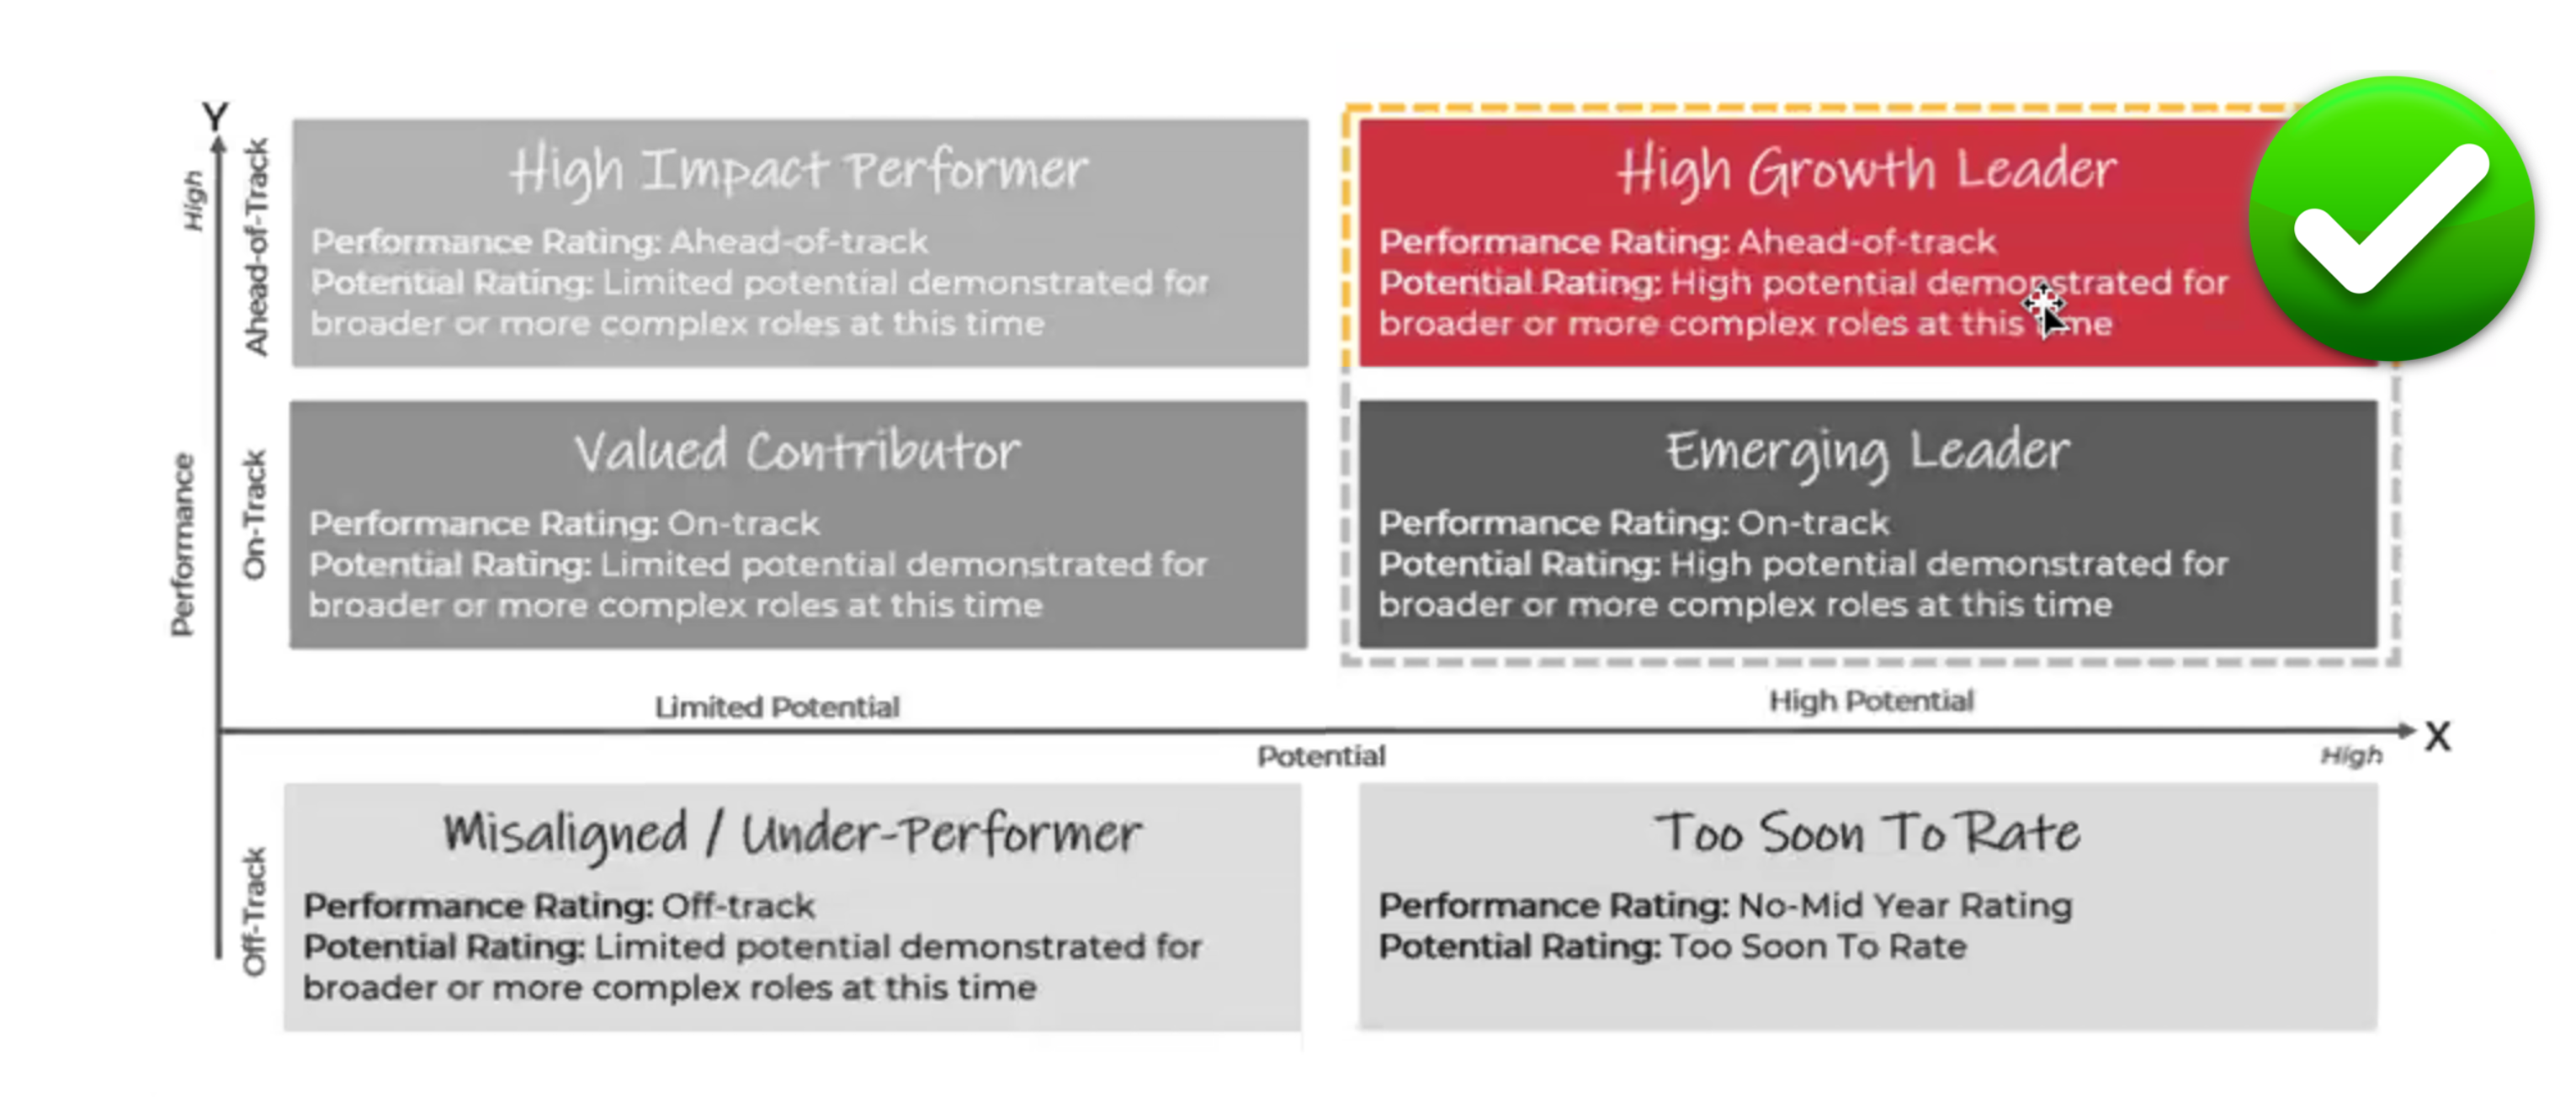 Y
High
Ahead-of-Track
High Impact Performer
Performance Rating: Ahead-of-track
Potential Rating: Limited potential demonstrated for
broader or more complex roles at this time
High Growth Leader
Performance Rating: Ahead-of-track
Potential Rating: High potential demonstrated for
broader or more complex roles at this time
Performance
On-Track
Valued Contributor
Performance Rating: On-track
Potential Rating: Limited potential demonstrated for
broader or more complex roles at this time
Emerging Leader
Performance Rating: On-track
Potential Rating: High potential demonstrated for
broader or more complex roles at this time
Limited Potential
High Potential
X
Potential
High
Off-Track
Misaligned / Under-Performer
Performance Rating: Off-track
Potential Rating: Limited potential demonstrated for
broader or more complex roles at this time
Too Soon To Rate
Performance Rating: No-Mid Year Rating
Potential Rating: Too Soon To Rate